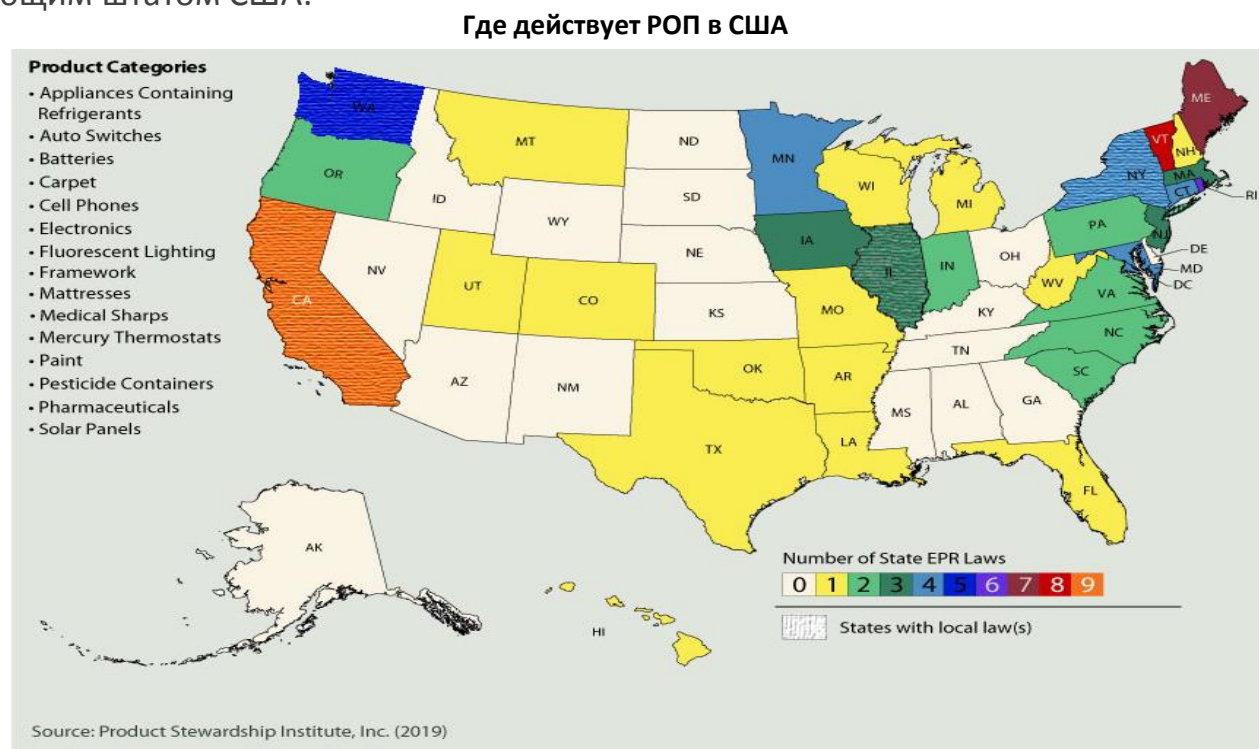 штатом США.
Где действует РОП в США
Product Categories
• Appliances Containing
Refrigerants
• Auto Switches
• Batteries
• Carpet
• Cell Phones
• Electronics
• Fluorescent Lighting
• Framework
• Mattresses
• Medical Sharps
• Mercury Thermostats
• Paint
• Pesticide Containers
• Pharmaceuticals
• Solar Panels
WA
OR
CA
ID
NV
MT
WY
UT
AZ
CO
NM
ND
SD
NE
KS
OK
TX
MN
IA
MO
AR
LA
WI
IL
MI
IN
OH
KY
TN
MS
AL
GA
FL
SC
NC
VA
WV
PA
NY
VT
NH
ME
MA
CT
RI
NJ
DE
MD
DC
AK
HI
Number of State EPR Laws
0 1 2 3 4 5 6 7 8 9
States with local law(s)
Source: Product Stewardship Institute, Inc. (2019)